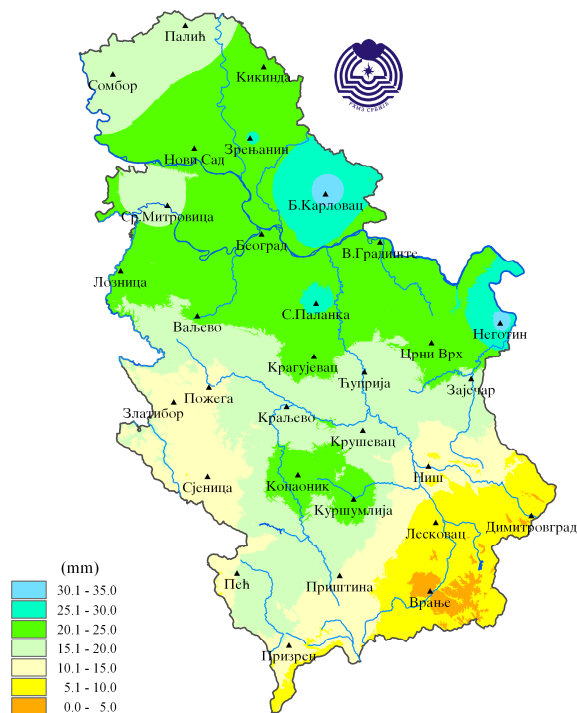 Палић
Сомбор
Кикинда
Зрењанин
Нови Сад
Б.Карловац
Ср.Митровица
Београд
В.Градиште
Лозница
С.Паланка
Ваљево
Неготин
Црни Врх
Крагујевац
Ћуприја
Зајечар
Пожега
Златибор
Краљево
Крушевац
Ниш
Копаоник
Сјеница
Куршумлија
Димитровград
Лесковац
Пећ
Приштина
Врање
Призрен
(mm)
30.1 - 35.0
25.1 - 30.0
20.1 - 25.0
15.1 - 20.0
10.1 - 15.0
5.1 - 10.0
0.0 - 5.0